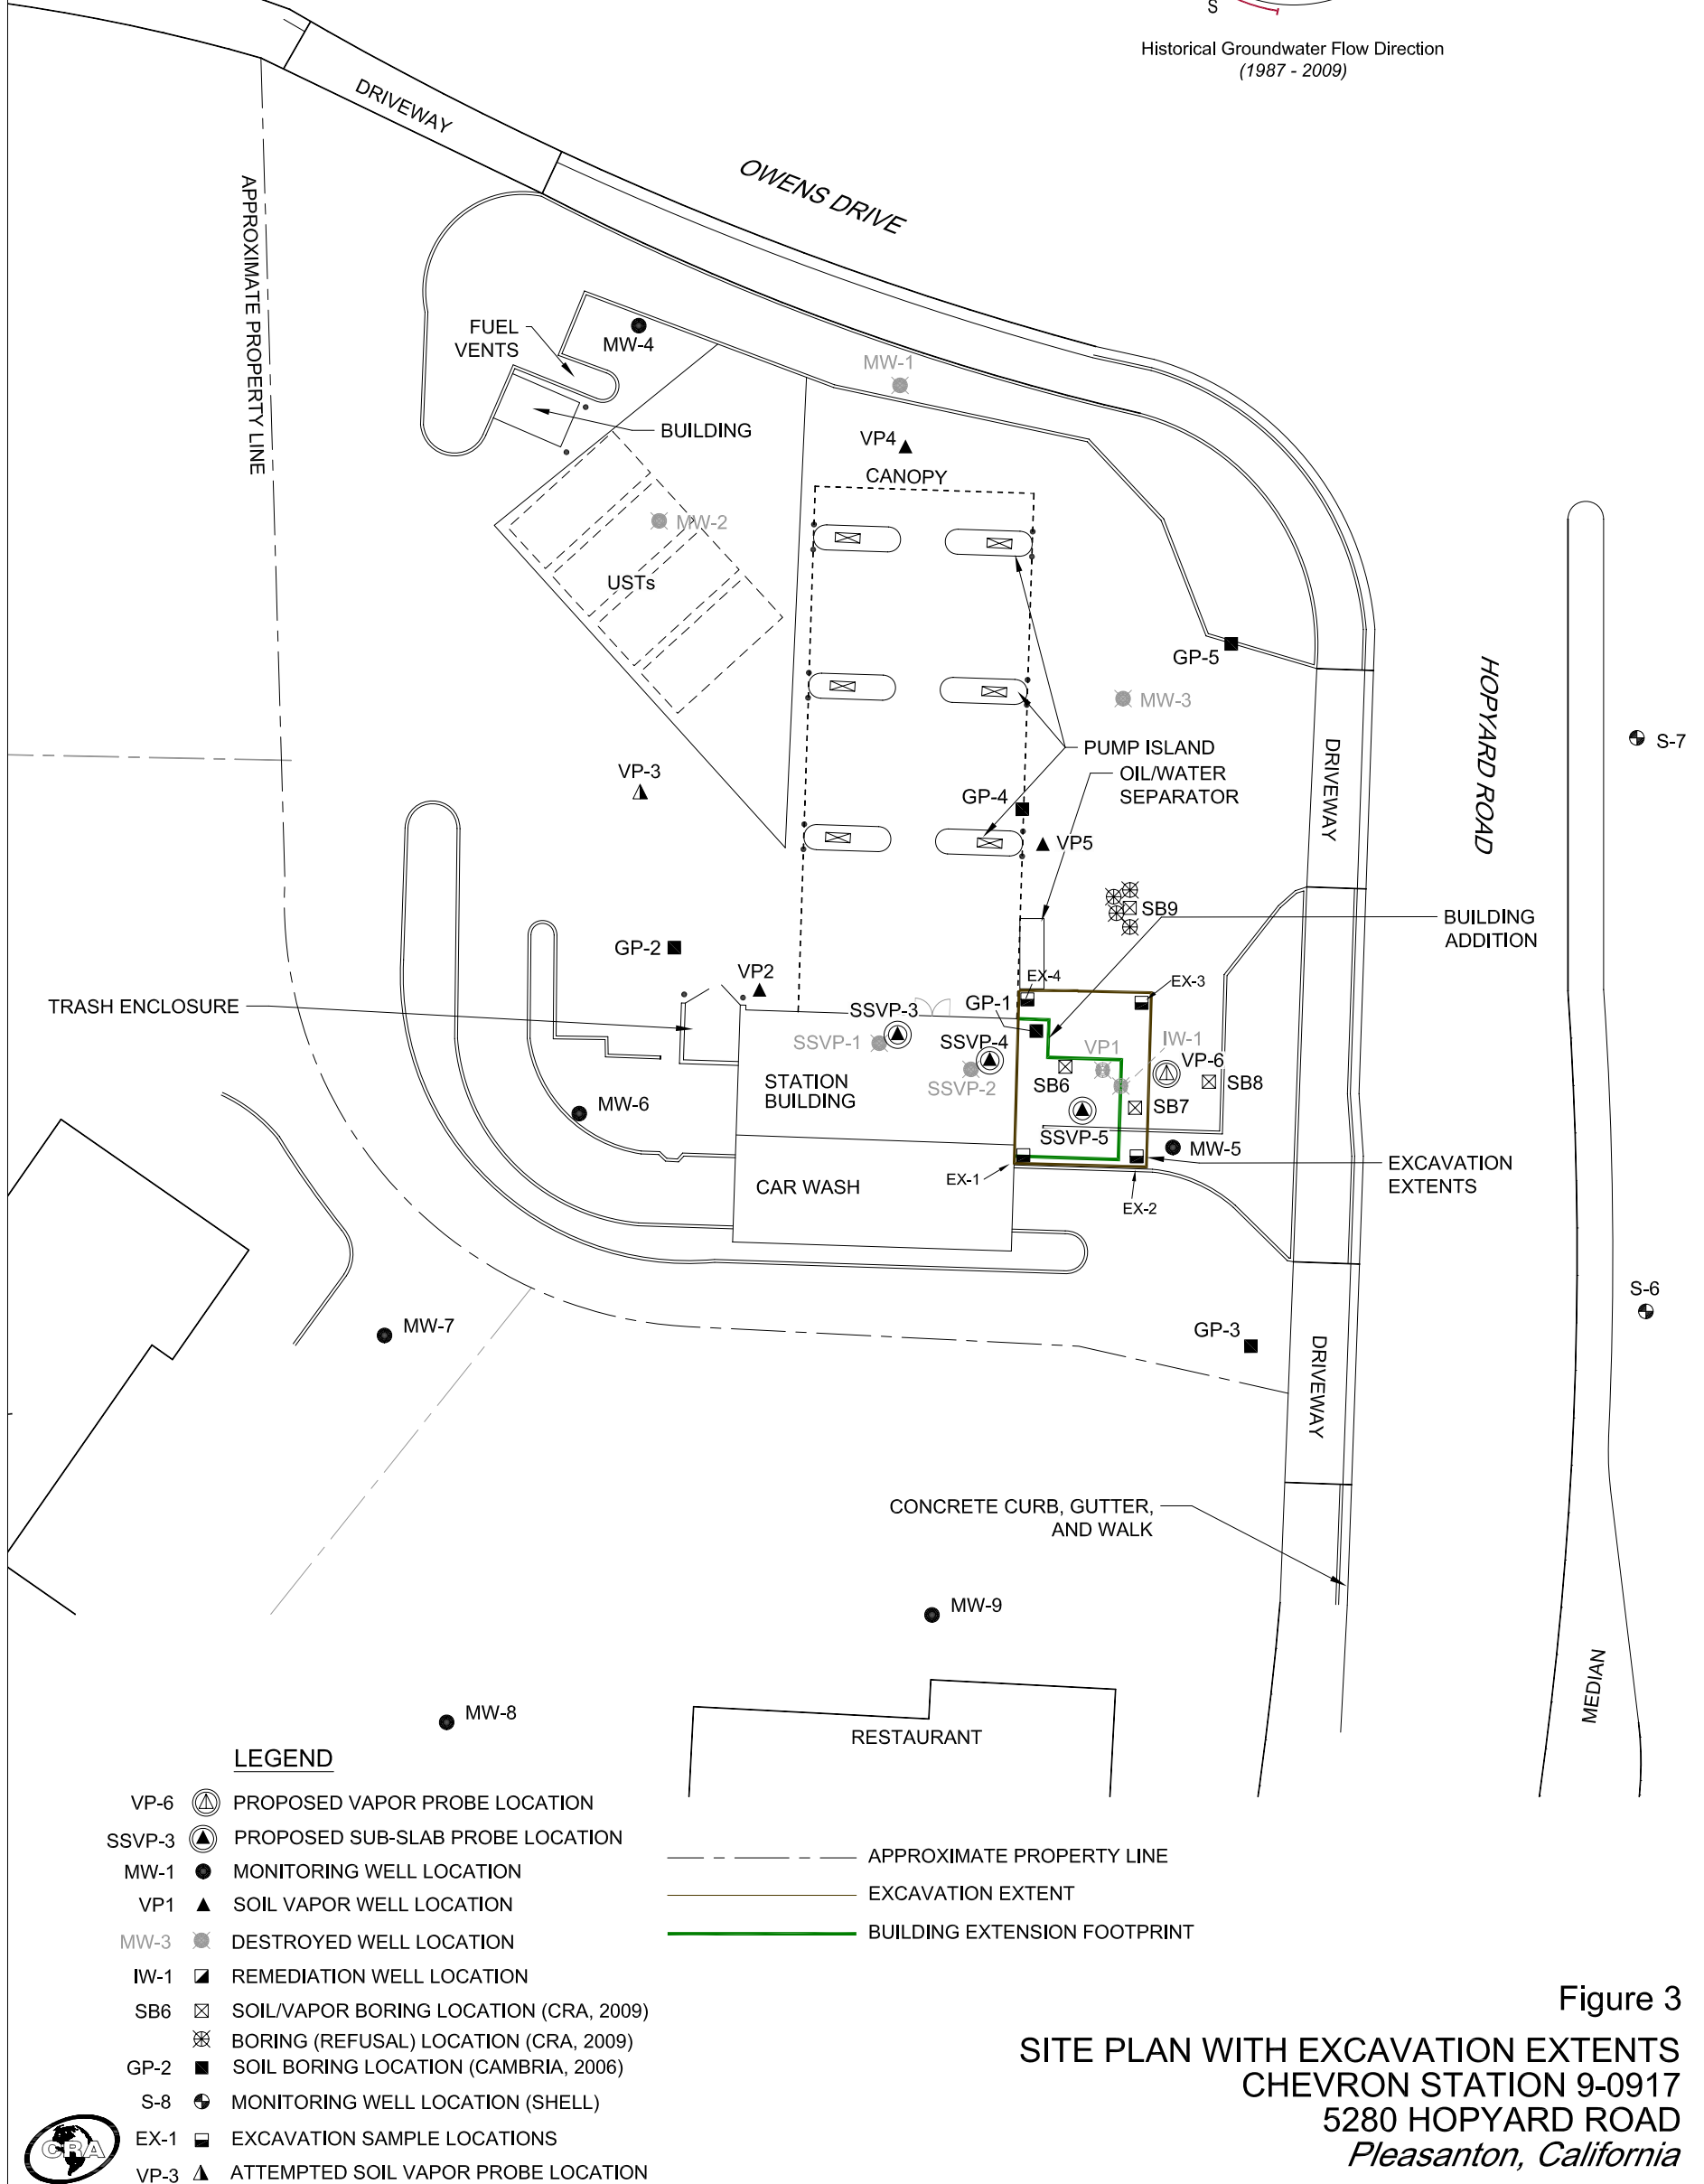 S
Historical Groundwater Flow Direction
(1987 - 2009)
DRIVEWAY
OWENS DRIVE
APPROXIMATE PROPERTY LINE
FUEL
VENTS
MW-4
MW-1
BUILDING
VP4
CANOPY
MW-2
USTs
GP-5
MW-3
HOPYARD ROAD
S-7
PUMP ISLAND
OIL/WATER
SEPARATOR
DRIVEWAY
VP-3
GP-4
VP5
SB9
BUILDING
ADDITION
GP-2
VP2
TRASH ENCLOSURE
EX-4
EX-3
SSVP-3
GP-1
SSVP-1
SSVP-4
VP1
IW-1
VP-6
SSVP-2
SB6
SB8
STATION
BUILDING
SB7
MW-6
SSVP-5
MW-5
EXCAVATION
EXTENTS
CAR WASH
EX-1
EX-2
S-6
MW-7
GP-3
DRIVEWAY
CONCRETE CURB, GUTTER,
AND WALK
MW-9
MEDIAN
MW-8
RESTAURANT
LEGEND
VP-6 PROPOSED VAPOR PROBE LOCATION
SSVP-3 PROPOSED SUB-SLAB PROBE LOCATION
MW-1 MONITORING WELL LOCATION
VP1 SOIL VAPOR WELL LOCATION
MW-3 DESTROYED WELL LOCATION
IW-1 REMEDIATION WELL LOCATION
SB6 SOIL/VAPOR BORING LOCATION (CRA, 2009)
BORING (REFUSAL) LOCATION (CRA, 2009)
GP-2 SOIL BORING LOCATION (CAMBRIA, 2006)
S-8 MONITORING WELL LOCATION (SHELL)
EX-1 EXCAVATION SAMPLE LOCATIONS
VP-3 ATTEMPTED SOIL VAPOR PROBE LOCATION
APPROXIMATE PROPERTY LINE
EXCAVATION EXTENT
BUILDING EXTENSION FOOTPRINT
CRA
Figure 3
SITE PLAN WITH EXCAVATION EXTENTS
CHEVRON STATION 9-0917
5280 HOPYARD ROAD
Pleasanton, California